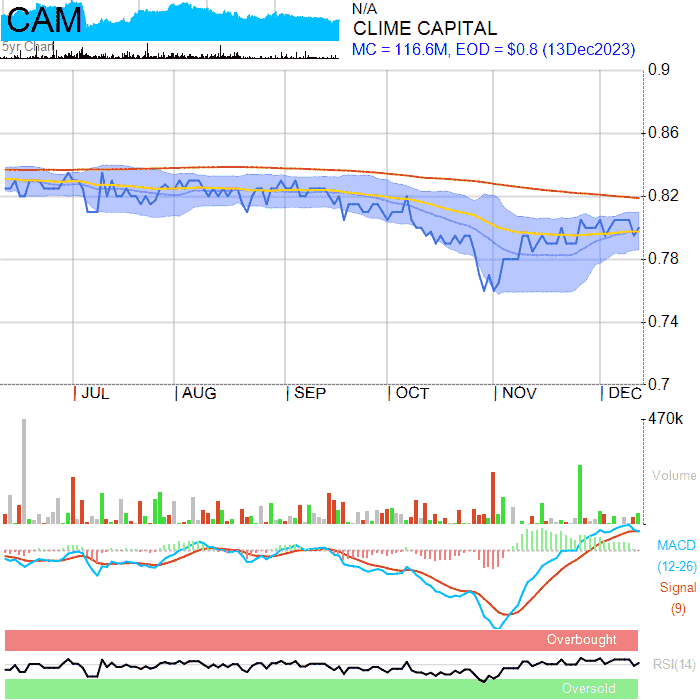 CAM
5yr. Chart
N/A
CLIME CAPITAL
MC = 116.6M, EOD = $0.8 (13Dec2023)
0.9
0.86
0.82
0.78
0.74
0.7
JUL AUG SEP OCT NOV DEC
470k
Volume
MACD
(12-26)
Signal
(9)
Overbought
RSI(14)
Oversold